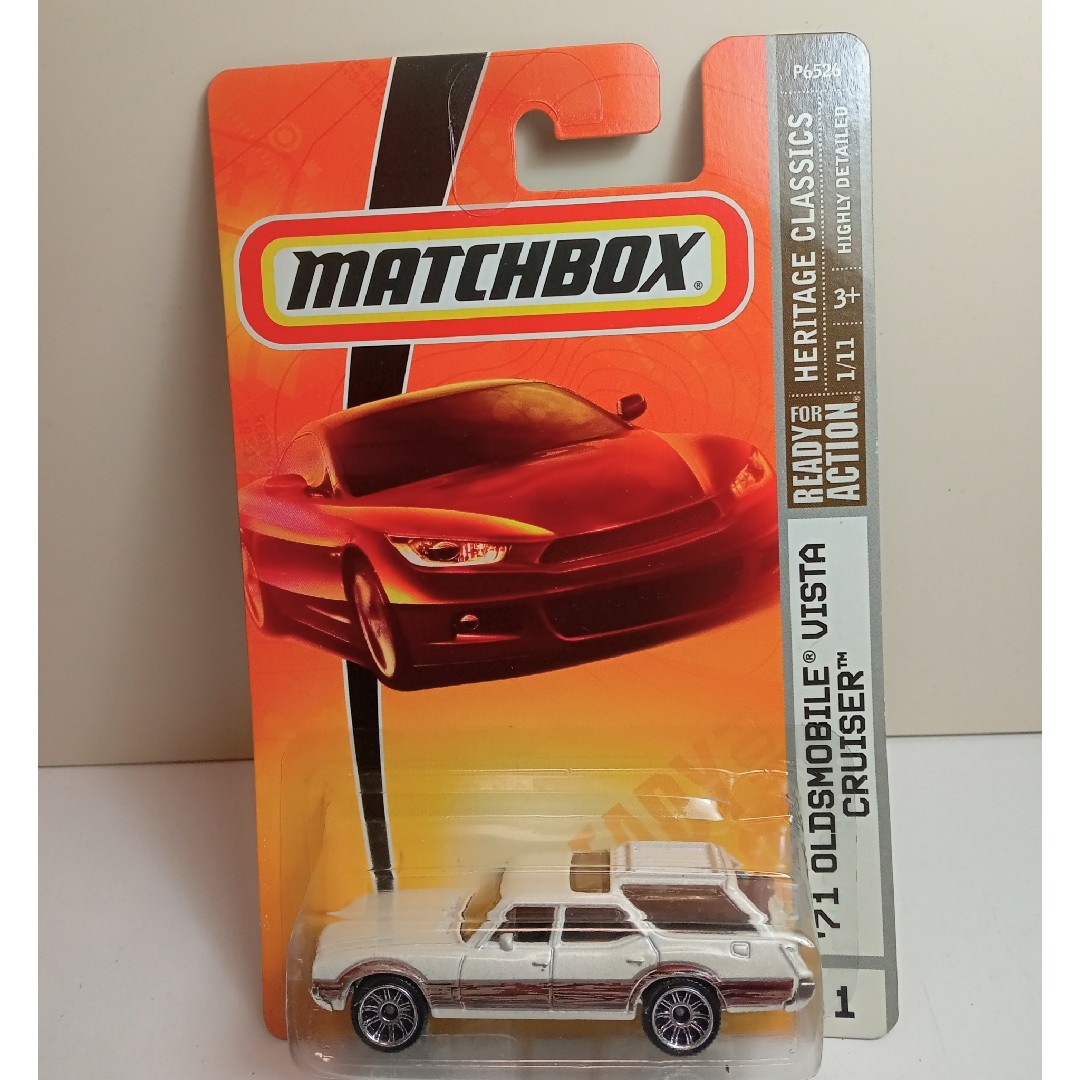 P6526
MATCHBOX®
HERITAGE CLASSICS
HIGHLY DETAILED
1/11
3+
READY FOR
ACTION®
'71 OLDSMOBILE® VISTA
CRUISER™
1